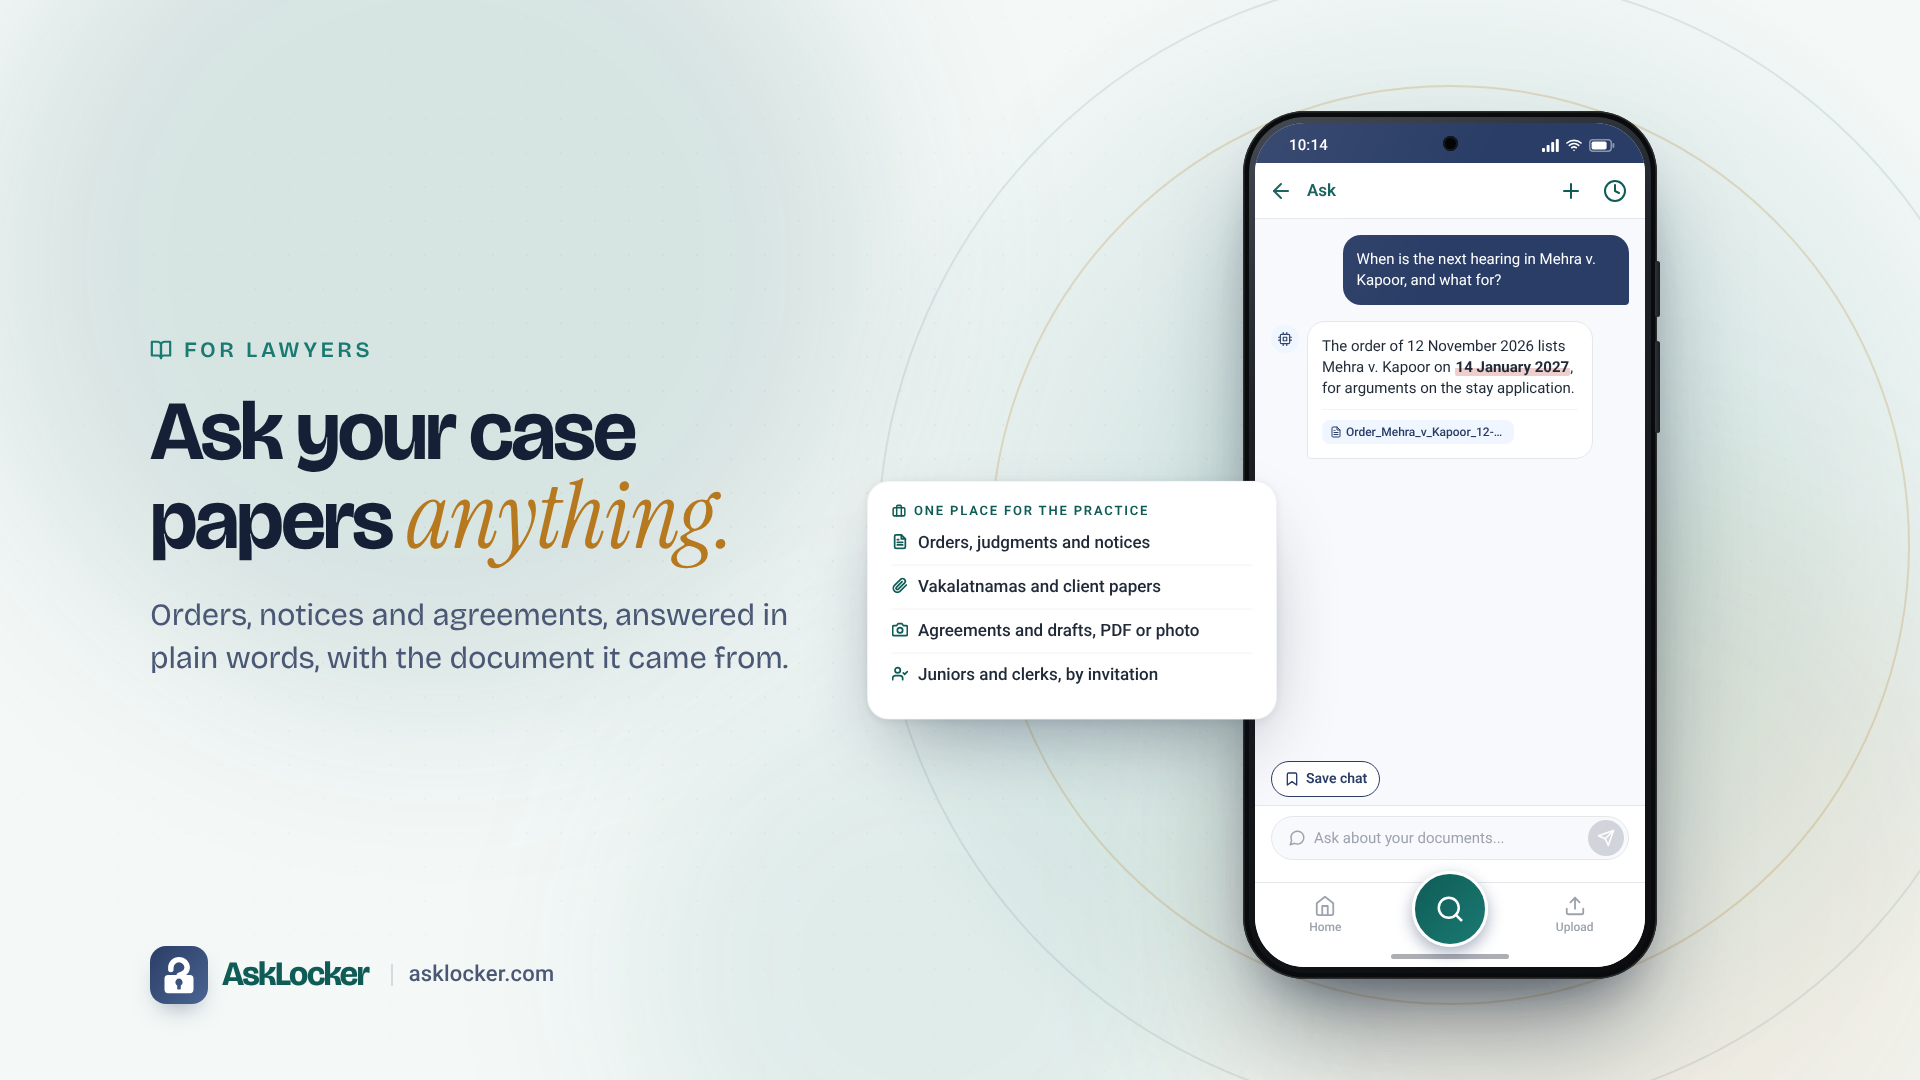 FOR LAWYERS
Ask your case
papers anything.
Orders, notices and agreements, answered in
plain words, with the document it came from.
AskLocker
asklocker.com
ONE PLACE FOR THE PRACTICE
Orders, judgments and notices
Vakalatnamas and client papers
Agreements and drafts, PDF or photo
Juniors and clerks, by invitation
10:14
Ask
When is the next hearing in Mehra v.
Kapoor, and what for?
The order of 12 November 2026 lists
Mehra v. Kapoor on 14 January 2027,
for arguments on the stay application.
Order_Mehra_v_Kapoor_12-...
Save chat
Ask about your documents...
Home
Upload